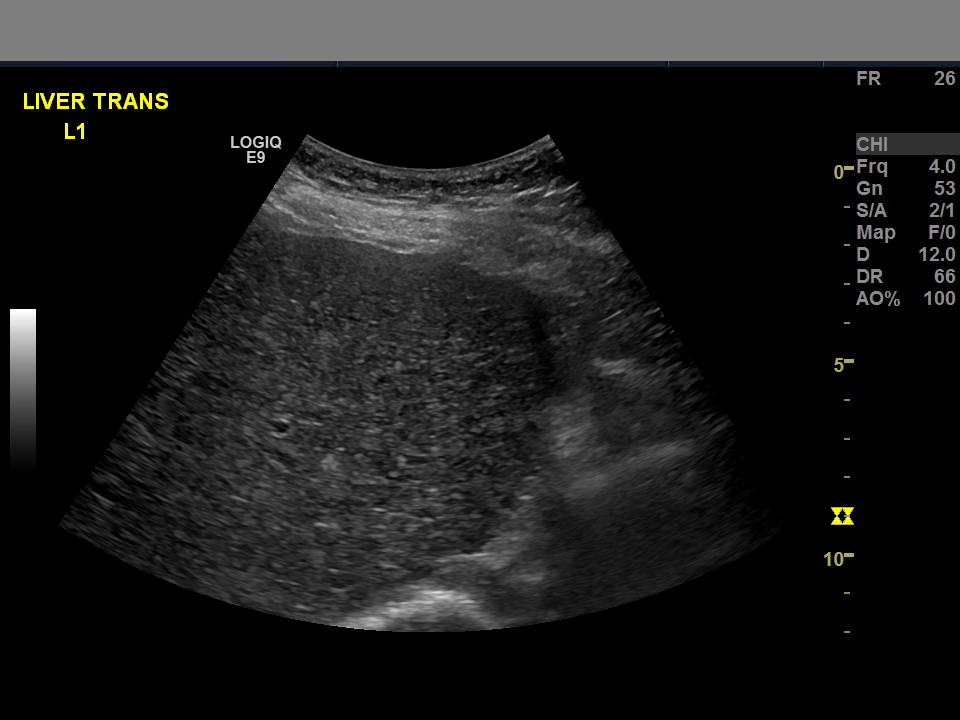 LIVER TRANS
L1
LOGIQ
E9
FR 26
CHI
Frq 4.0
Gn 53
S/A 2/1
Map F/0
D 12.0
DR 66
AO% 100
0
5
10